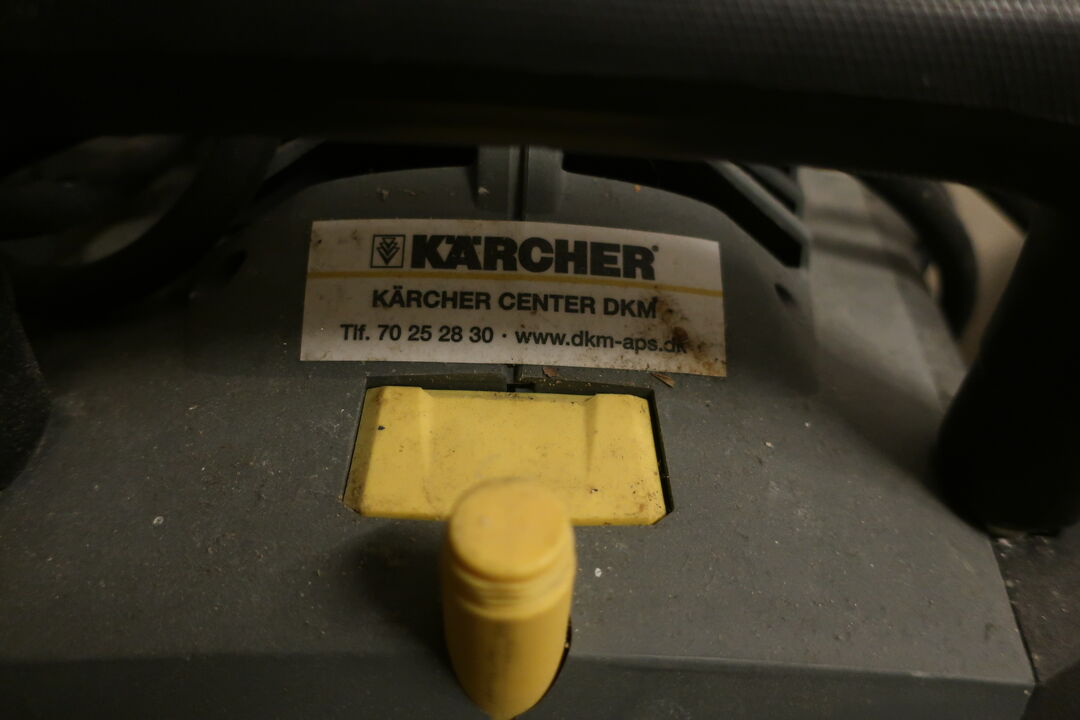 KÄRCHER®
KÄRCHER CENTER DKM
Tlf. 70 25 28 30 · www.dkm-aps.dk